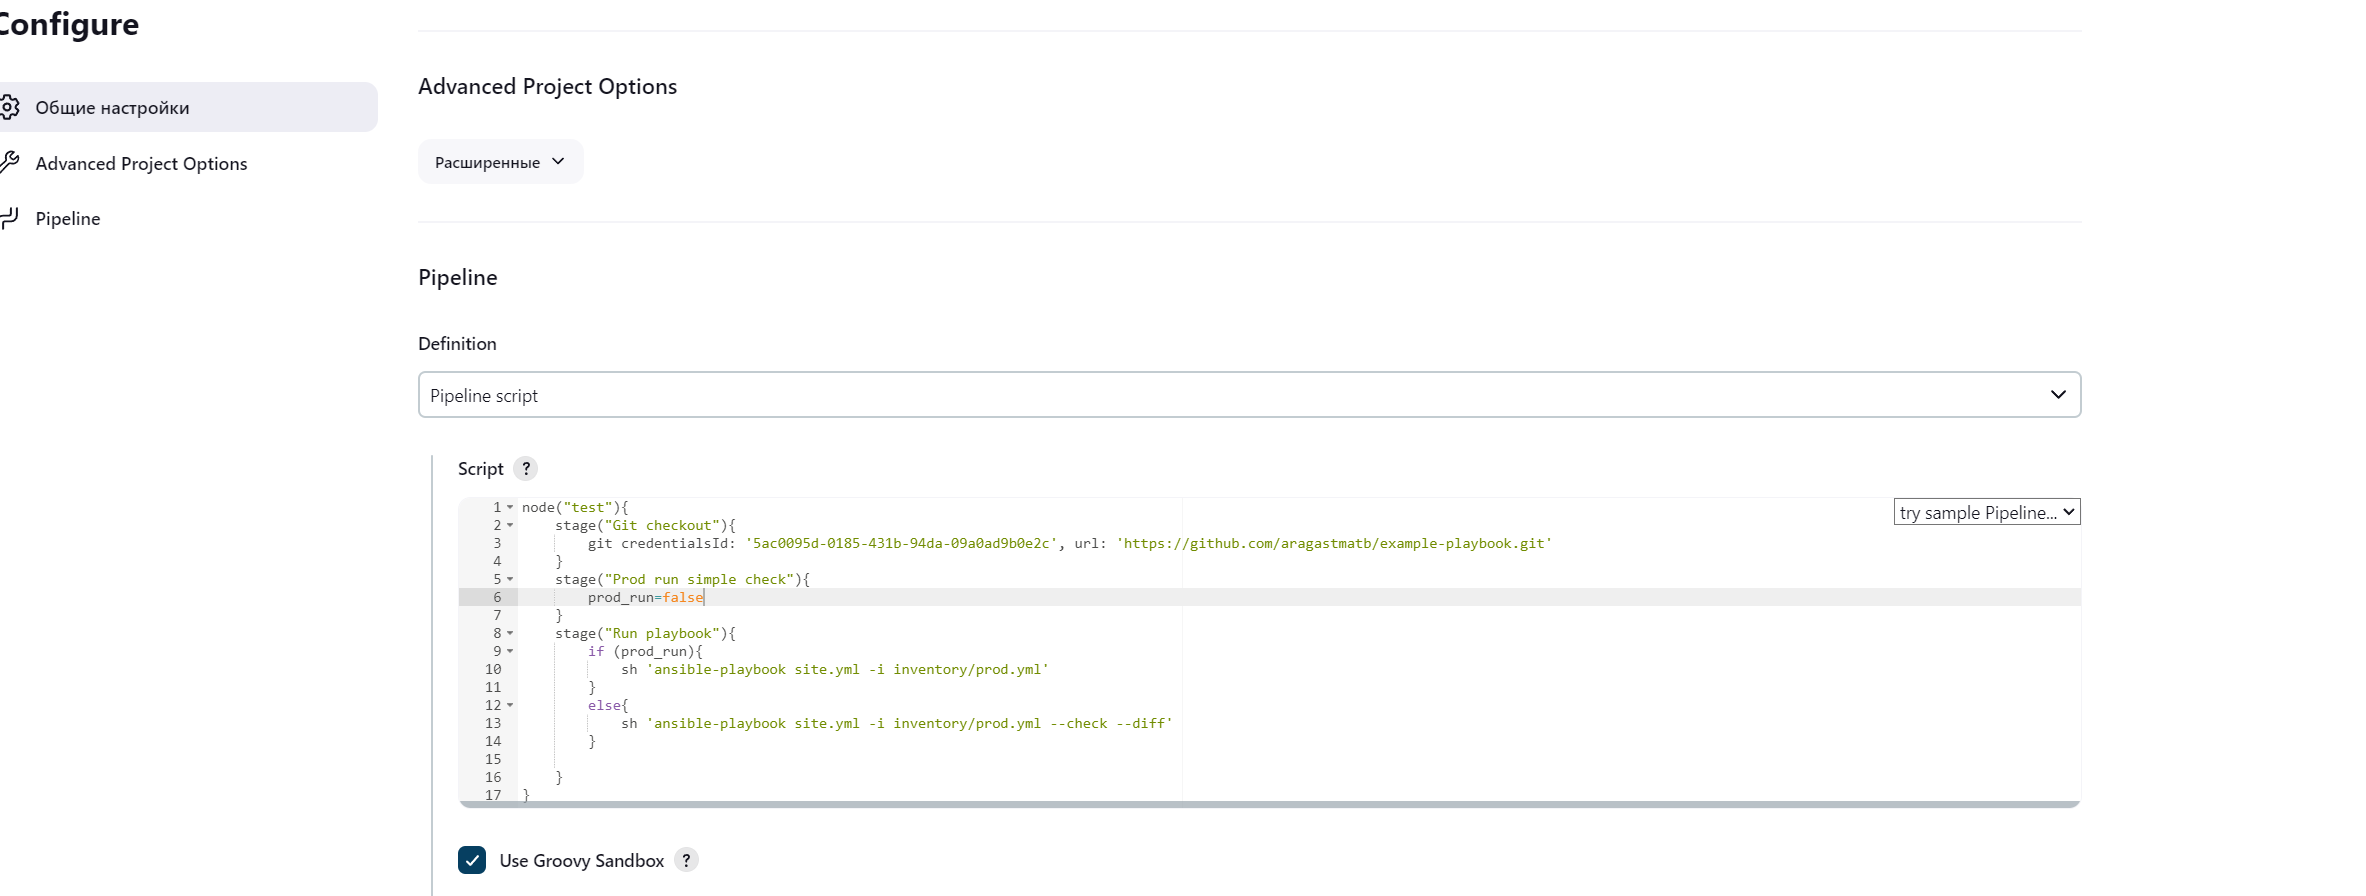 Configure
Общие настройки
Advanced Project Options
Pipeline
Advanced Project Options
Расширенные
Pipeline
Definition
Pipeline script
Script ?
try sample Pipeline...
1 node("test"){
2     stage("Git checkout"){
3         git credentialsId: '5ac0095d-0185-431b-94da-09a0ad9b0e2c', url: 'https://github.com/aragastmatb/example-playbook.git'
4     }
5     stage("Prod run simple check"){
6         prod_run=false
7     }
8     stage("Run playbook"){
9         if (prod_run){
10             sh 'ansible-playbook site.yml -i inventory/prod.yml'
11         }
12         else{
13             sh 'ansible-playbook site.yml -i inventory/prod.yml --check --diff'
14         }
15
16     }
17 }
Use Groovy Sandbox ?